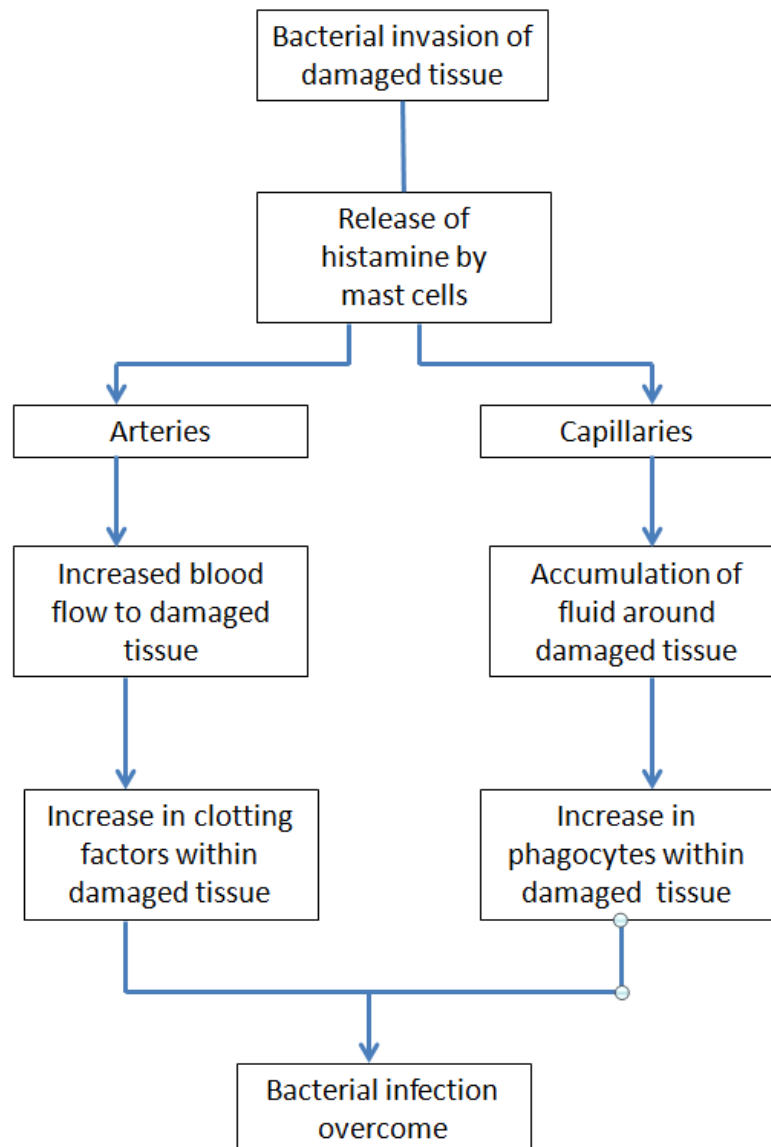 Bacterial invasion of
damaged tissue
Release of
histamine by
mast cells
Arteries
Capillaries
Increased blood
flow to damaged
tissue
Accumulation of
fluid around
damaged tissue
Increase in clotting
factors within
damaged tissue
Increase in
phagocytes within
damaged tissue
Bacterial infection
overcome